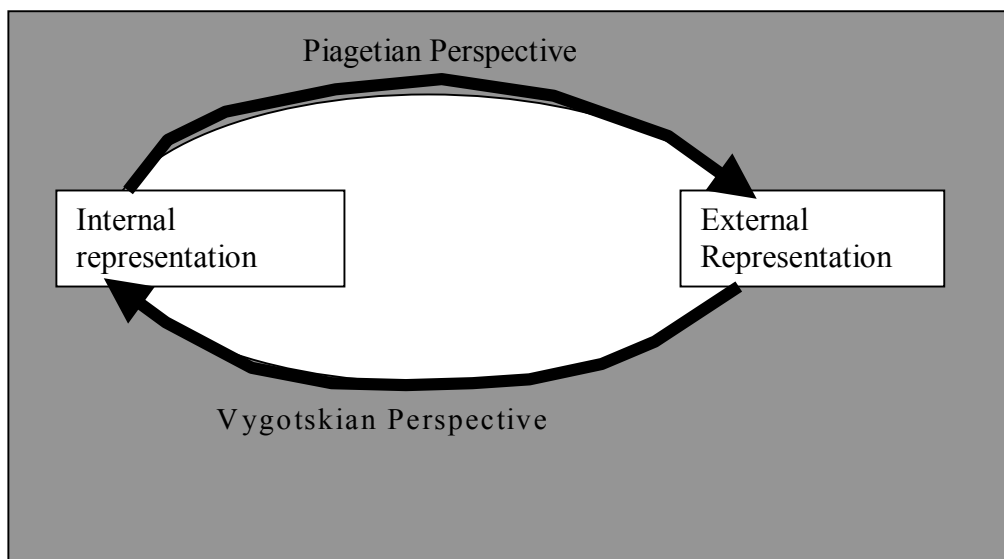 Piagetian Perspective
Internal
representation
External
Representation
Vygotskian Perspective